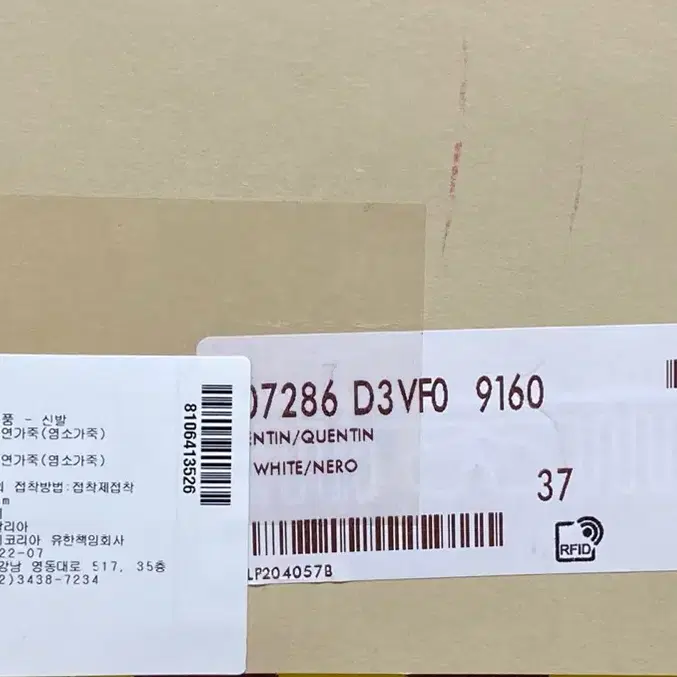 07286 D3VF0 9160
ENTIN/QUENTIN
WHITE/NERO
37
RFID
LP204057B
8106413526
품 - 신발
연가죽(염소가죽)
연가죽(염소가죽)
접착방법:접착제접착
m
탈리아
코리아 유한책임회사
22-07
강남 영동대로 517, 35층
2)3438-7234